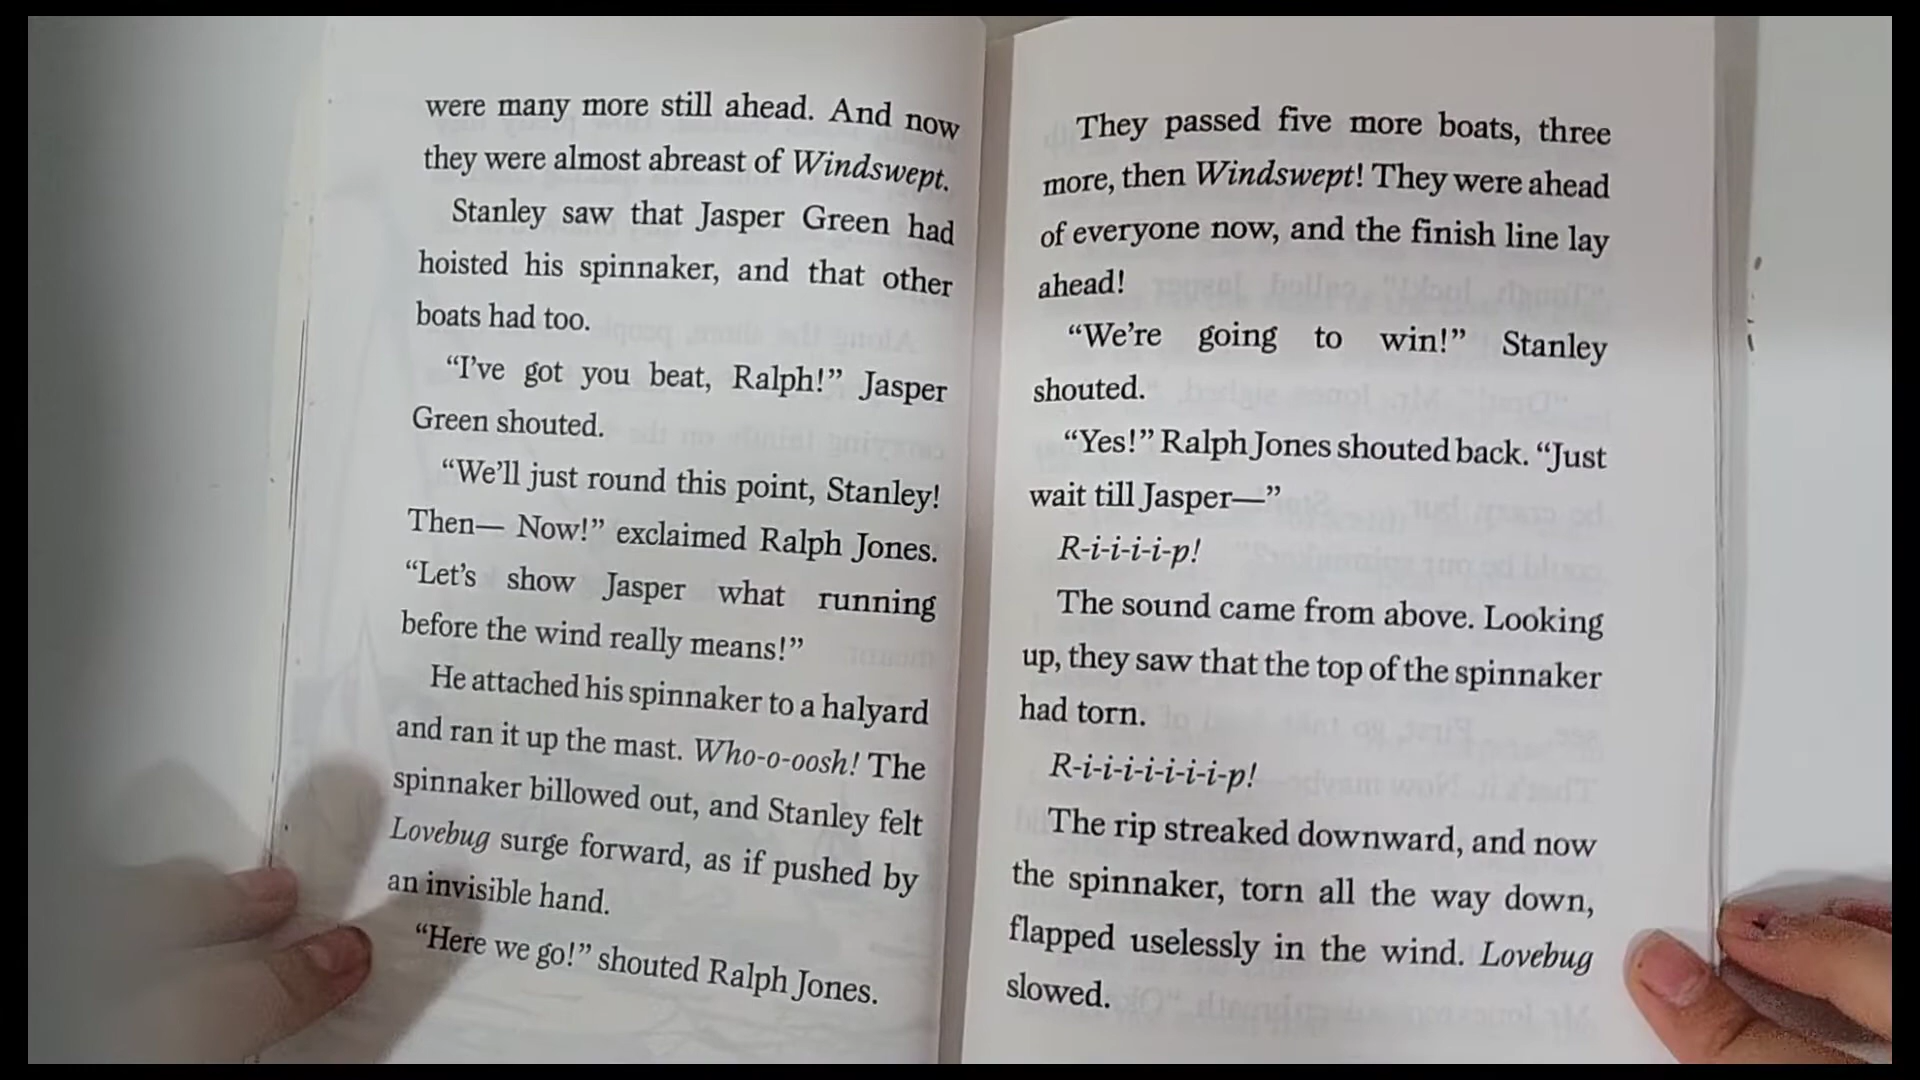 were many more still ahead. And now
they were almost abreast of Windswept.
Stanley saw that Jasper Green had
hoisted his spinnaker, and that other
boats had too.
“I’ve got you beat, Ralph!” Jasper
Green shouted.
“We’ll just round this point, Stanley!
Then— Now!” exclaimed Ralph Jones.
“Let’s show Jasper what running
before the wind really means!”
He attached his spinnaker to a halyard
and ran it up the mast. Who-o-oosh! The
spinnaker billowed out, and Stanley felt
Lovebug surge forward, as if pushed by
an invisible hand.
“Here we go!” shouted Ralph Jones.
They passed five more boats, three
more, then Windswept! They were ahead
of everyone now, and the finish line lay
ahead!
“We’re going to win!” Stanley
shouted.
“Yes!” Ralph Jones shouted back. “Just
wait till Jasper—”
R-i-i-i-i-p!
The sound came from above. Looking
up, they saw that the top of the spinnaker
had torn.
R-i-i-i-i-i-i-p!
The rip streaked downward, and now
the spinnaker, torn all the way down,
flapped uselessly in the wind. Lovebug
slowed.